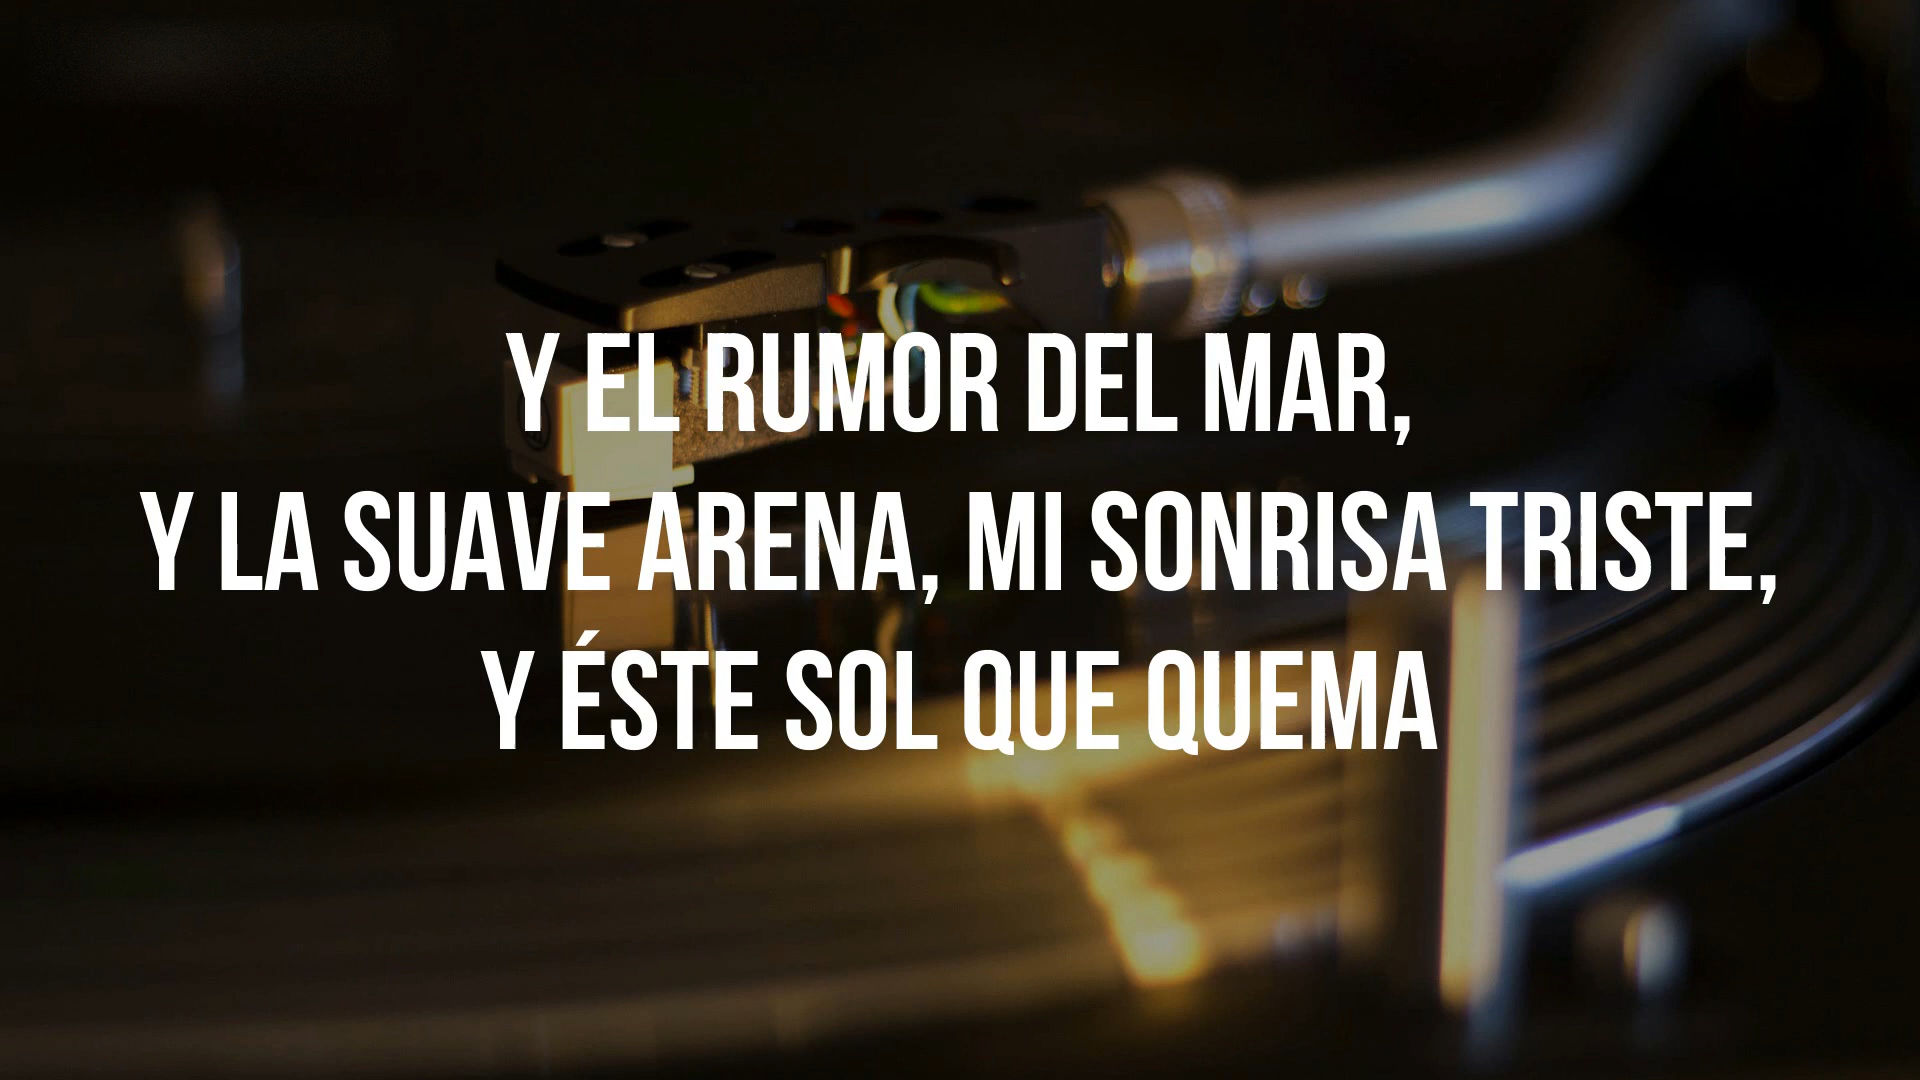 Y EL RUMOR DEL MAR,
Y LA SUAVE ARENA, MI SONRISA TRISTE,
Y ÉSTE SOL QUE QUEMA